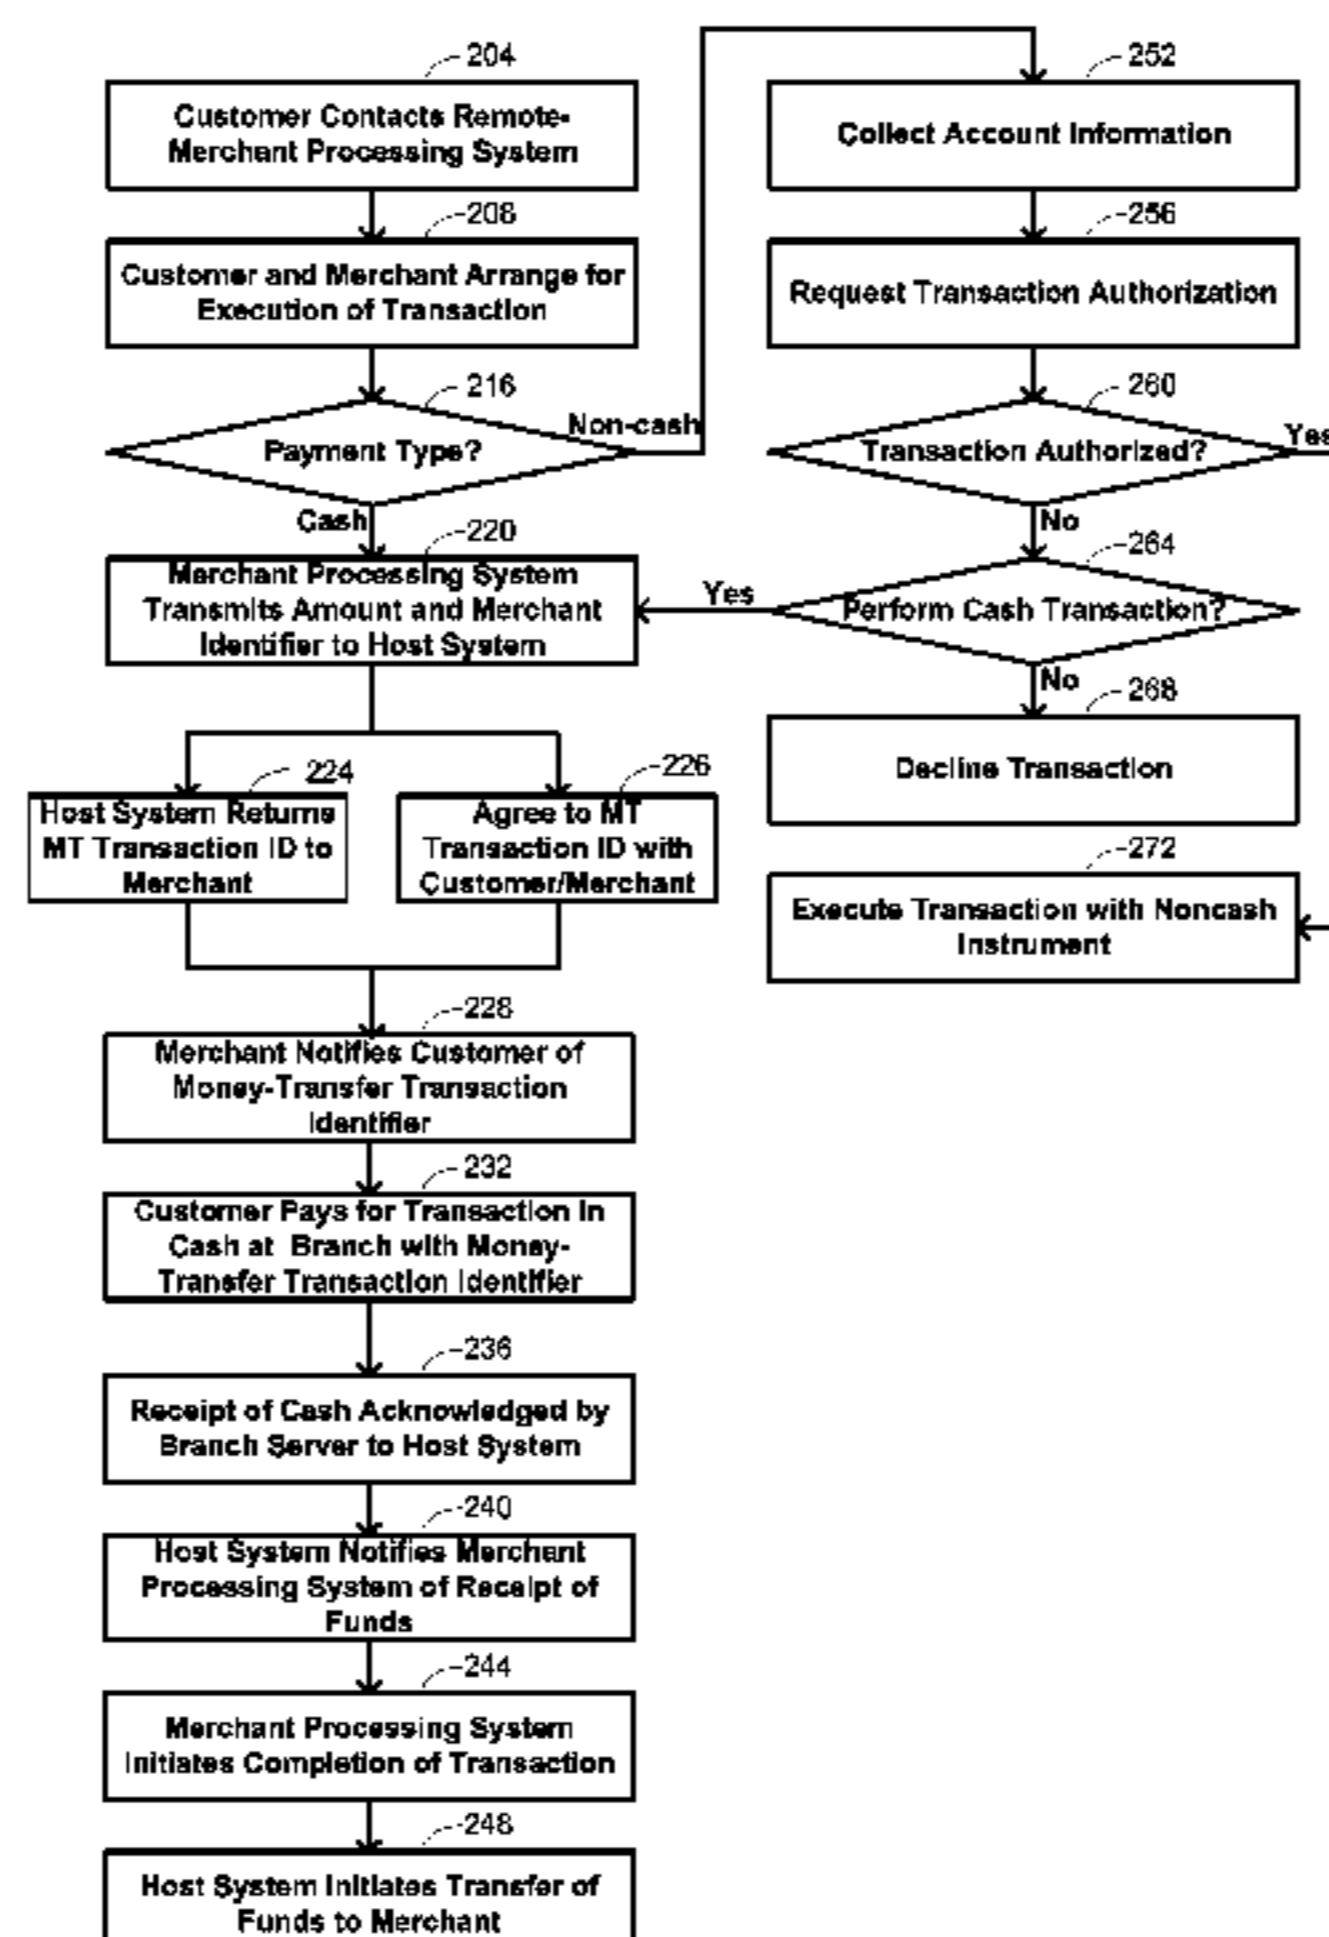 204
Customer Contacts Remote-
Merchant Processing System
208
Customer and Merchant Arrange for
Execution of Transaction
216
Payment Type?
Non-cash
Cash
220
Merchant Processing System
Transmits Amount and Merchant
Identifier to Host System
224
Host System Returns
MT Transaction ID to
Merchant
226
Agree to MT
Transaction ID with
Customer/Merchant
228
Merchant Notifies Customer of
Money-Transfer Transaction
Identifier
232
Customer Pays for Transaction in
Cash at Branch with Money-
Transfer Transaction Identifier
236
Receipt of Cash Acknowledged by
Branch Server to Host System
240
Host System Notifies Merchant
Processing System of Receipt of
Funds
244
Merchant Processing System
Initiates Completion of Transaction
248
Host System Initiates Transfer of
Funds to Merchant
252
Collect Account Information
256
Request Transaction Authorization
260
Transaction Authorized?
Yes
No
264
Perform Cash Transaction?
Yes
No
268
Decline Transaction
272
Execute Transaction with Noncash
Instrument